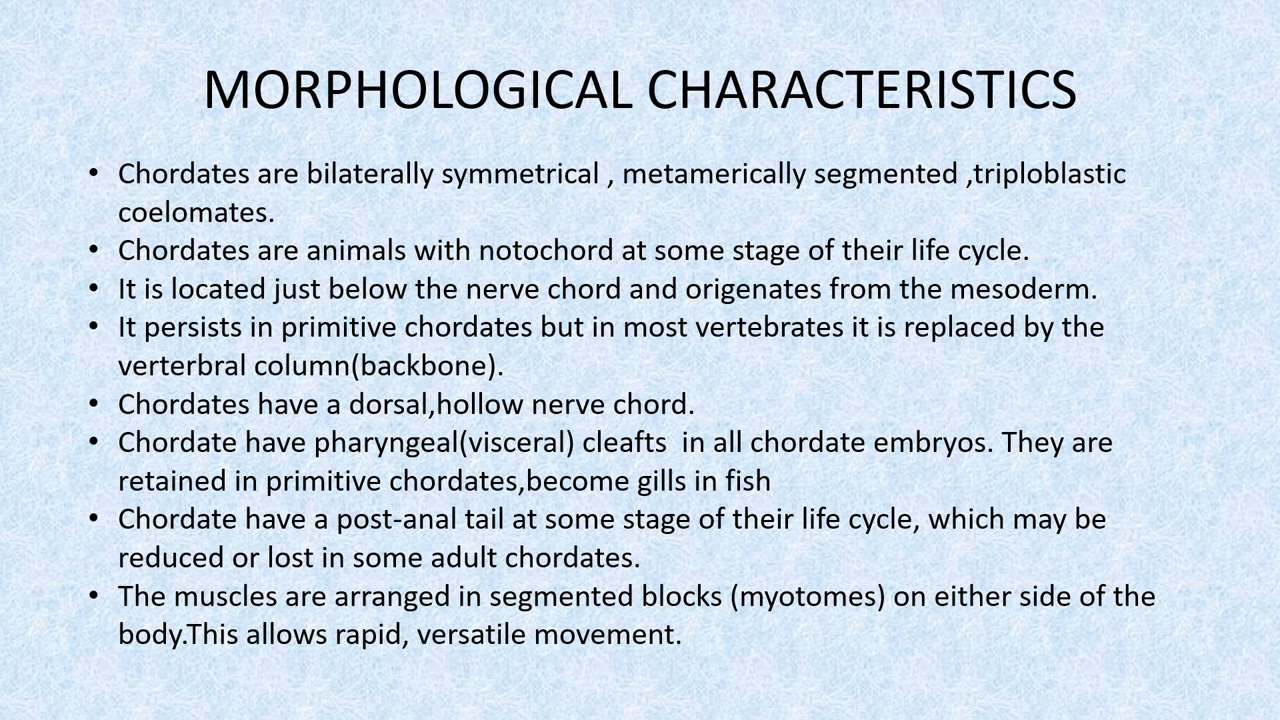 MORPHOLOGICAL CHARACTERISTICS
• Chordates are bilaterally symmetrical , metamerically segmented ,triploblastic
coelomates.
• Chordates are animals with notochord at some stage of their life cycle.
• It is located just below the nerve chord and origenates from the mesoderm.
• It persists in primitive chordates but in most vertebrates it is replaced by the
verterbral column(backbone).
• Chordates have a dorsal,hollow nerve chord.
• Chordate have pharyngeal(visceral) cleafts  in all chordate embryos. They are
retained in primitive chordates,become gills in fish
• Chordate have a post-anal tail at some stage of their life cycle, which may be
reduced or lost in some adult chordates.
• The muscles are arranged in segmented blocks (myotomes) on either side of the
body.This allows rapid, versatile movement.